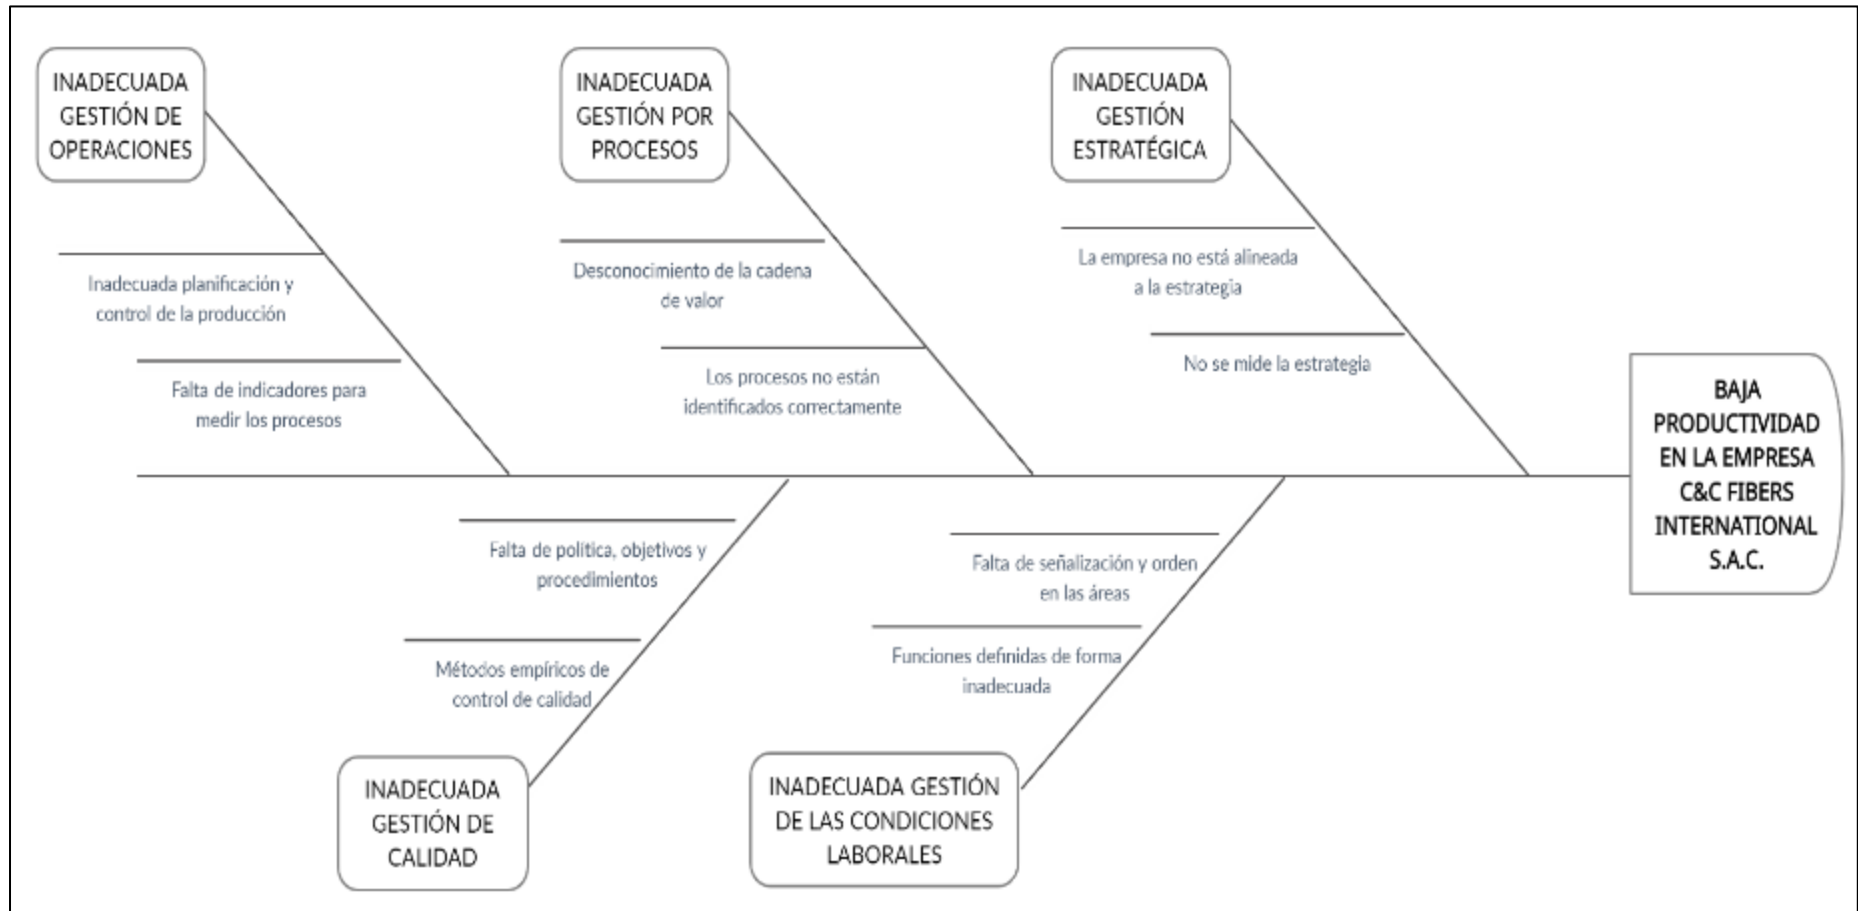 INADECUADA
GESTIÓN DE
OPERACIONES
INADECUADA
GESTIÓN POR
PROCESOS
INADECUADA
GESTIÓN
ESTRATÉGICA
Inadecuada planificación y
control de la producción
Falta de indicadores para
medir los procesos
Desconocimiento de la cadena
de valor
Los procesos no están
identificados correctamente
La empresa no está alineada
a la estrategia
No se mide la estrategia
BAJA
PRODUCTIVIDAD
EN LA EMPRESA
C&C FIBERS
INTERNATIONAL
S.A.C.
Falta de política, objetivos y
procedimientos
Métodos empíricos de
control de calidad
Falta de señalización y orden
en las áreas
Funciones definidas de forma
inadecuada
INADECUADA
GESTIÓN DE
CALIDAD
INADECUADA GESTIÓN
DE LAS CONDICIONES
LABORALES